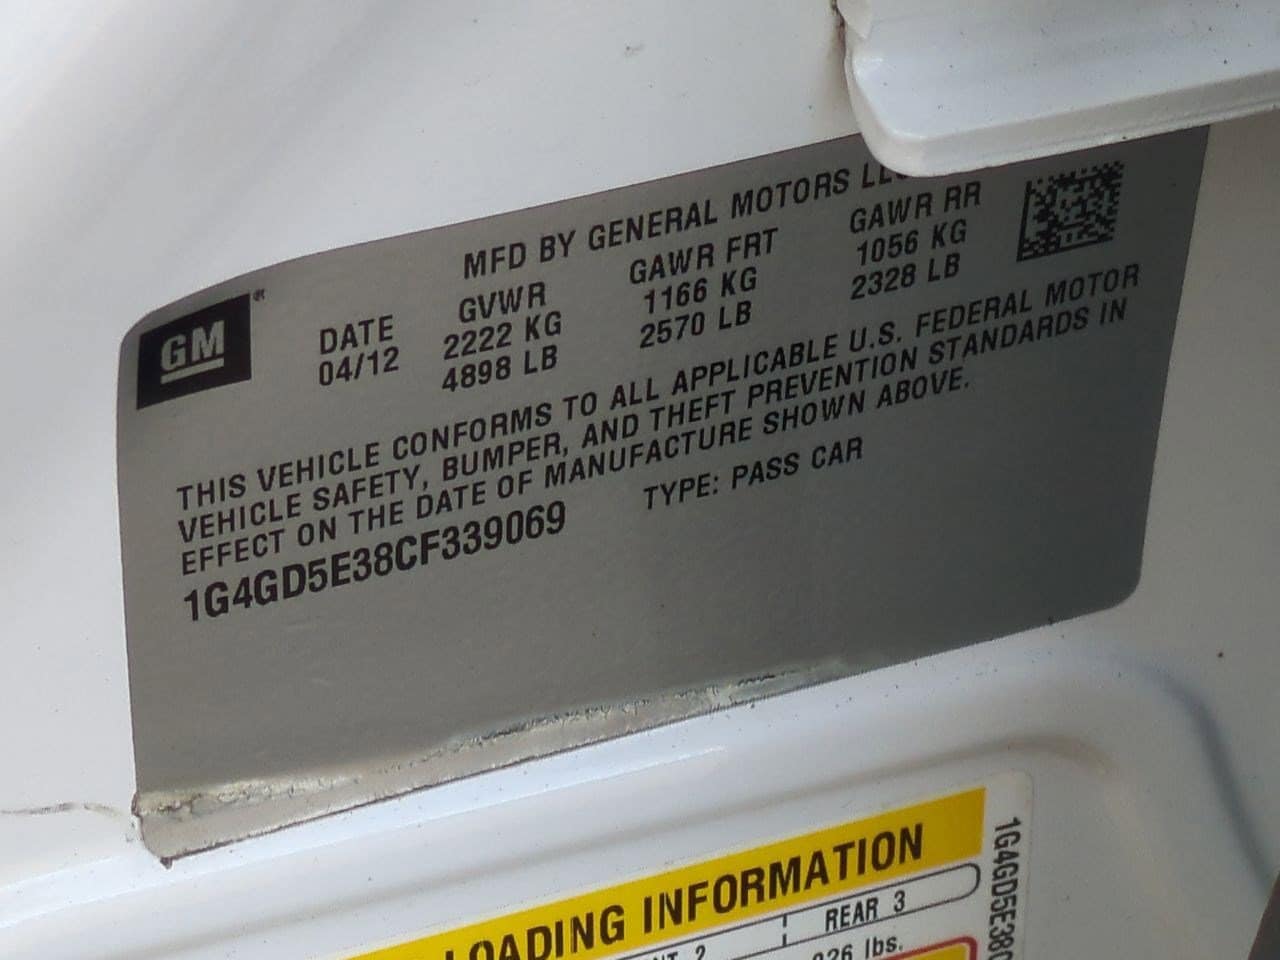 MFD BY GENERAL MOTORS
GM®
DATE GVWR GAWR FRT GAWR RR
04/12 2222 KG 1166 KG 1056 KG
4898 LB 2570 LB 2328 LB
THIS VEHICLE CONFORMS TO ALL APPLICABLE U.S. FEDERAL MOTOR
VEHICLE SAFETY, BUMPER, AND THEFT PREVENTION STANDARDS IN
EFFECT ON THE DATE OF MANUFACTURE SHOWN ABOVE.
1G4GD5E38CF339069 TYPE: PASS CAR
LOADING INFORMATION
2 REAR 3
lbs.
1G4GD5E38C